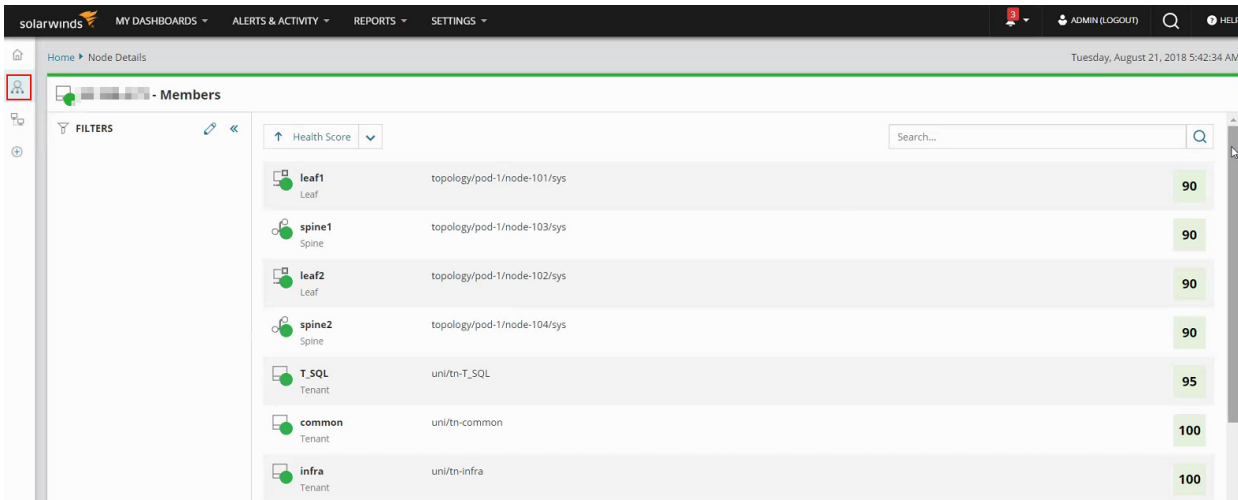 solarwinds MY DASHBOARDS ALERTS & ACTIVITY REPORTS SETTINGS 3 ADMIN (LOGOUT) ? HELP
Home Node Details Tuesday, August 21, 2018 5:42:34 AM
- Members
FILTERS « Health Score Search...
leaf1 topology/pod-1/node-101/sys 90
Leaf
spine1 topology/pod-1/node-103/sys 90
Spine
leaf2 topology/pod-1/node-102/sys 90
Leaf
spine2 topology/pod-1/node-104/sys 90
Spine
T_SQL uni/tn-T_SQL 95
Tenant
common uni/tn-common 100
Tenant
infra uni/tn-infra 100
Tenant